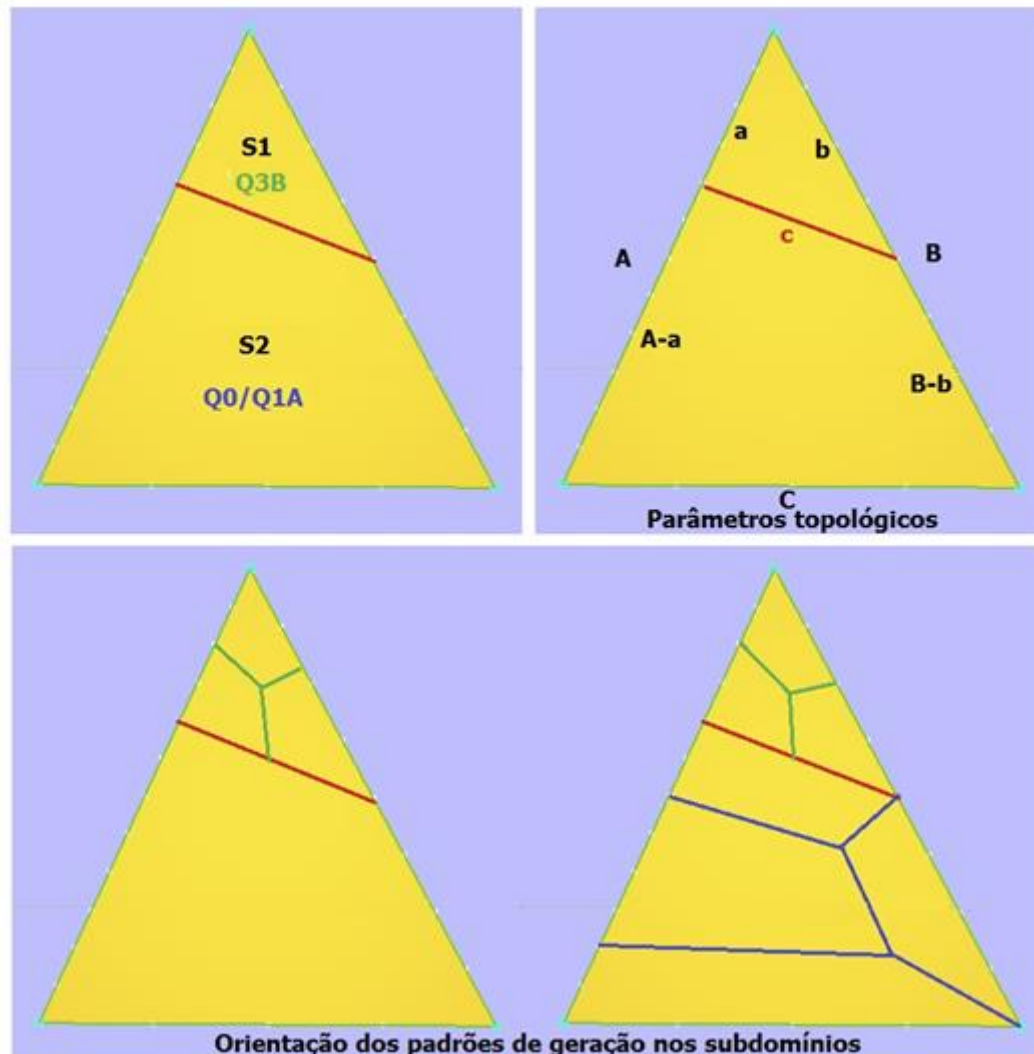 S1
Q3B
S2
Q0/Q1A
a
b
c
A
B
A-a
B-b
C
Parâmetros topológicos
Orientação dos padrões de geração nos subdomínios